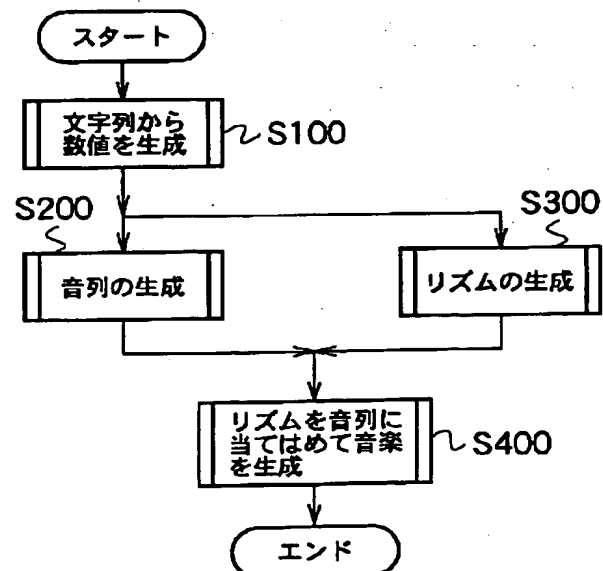 スタート
文字列から
数値を生成
S100
S200
S300
音列の生成
リズムの生成
リズムを音列に
当てはめて音楽
を生成
S400
エンド